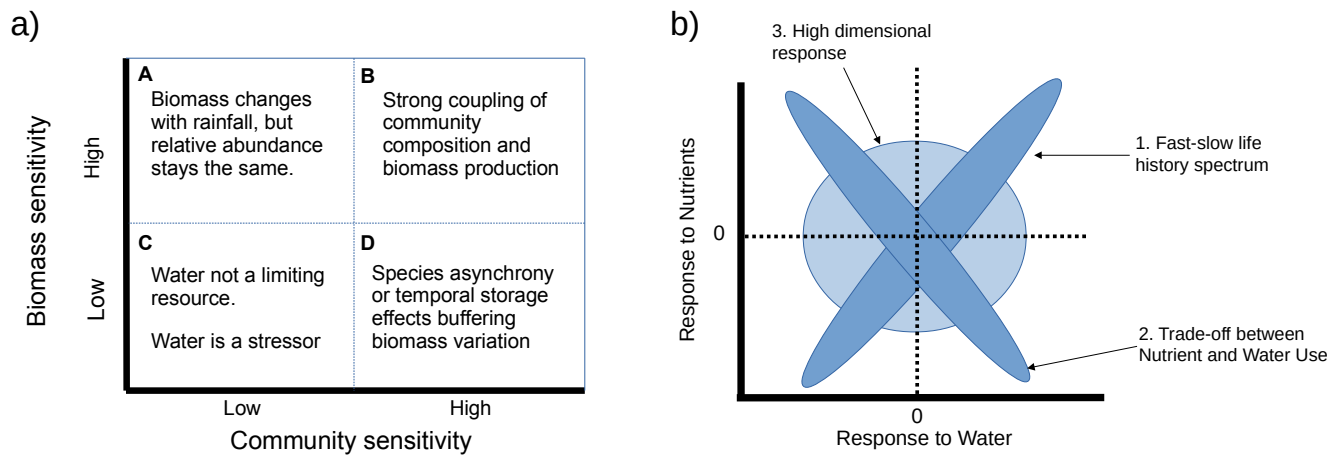 a)
Biomass sensitivity
High
Low
A
Biomass changes
with rainfall, but
relative abundance
stays the same.
B
Strong coupling of
community
composition and
biomass production
C
Water not a limiting
resource.
Water is a stressor
D
Species asynchrony
or temporal storage
effects buffering
biomass variation
Low
High
Community sensitivity
b)
3. High dimensional
response
Response to Nutrients
0
1. Fast-slow life
history spectrum
2. Trade-off between
Nutrient and Water Use
0
Response to Water